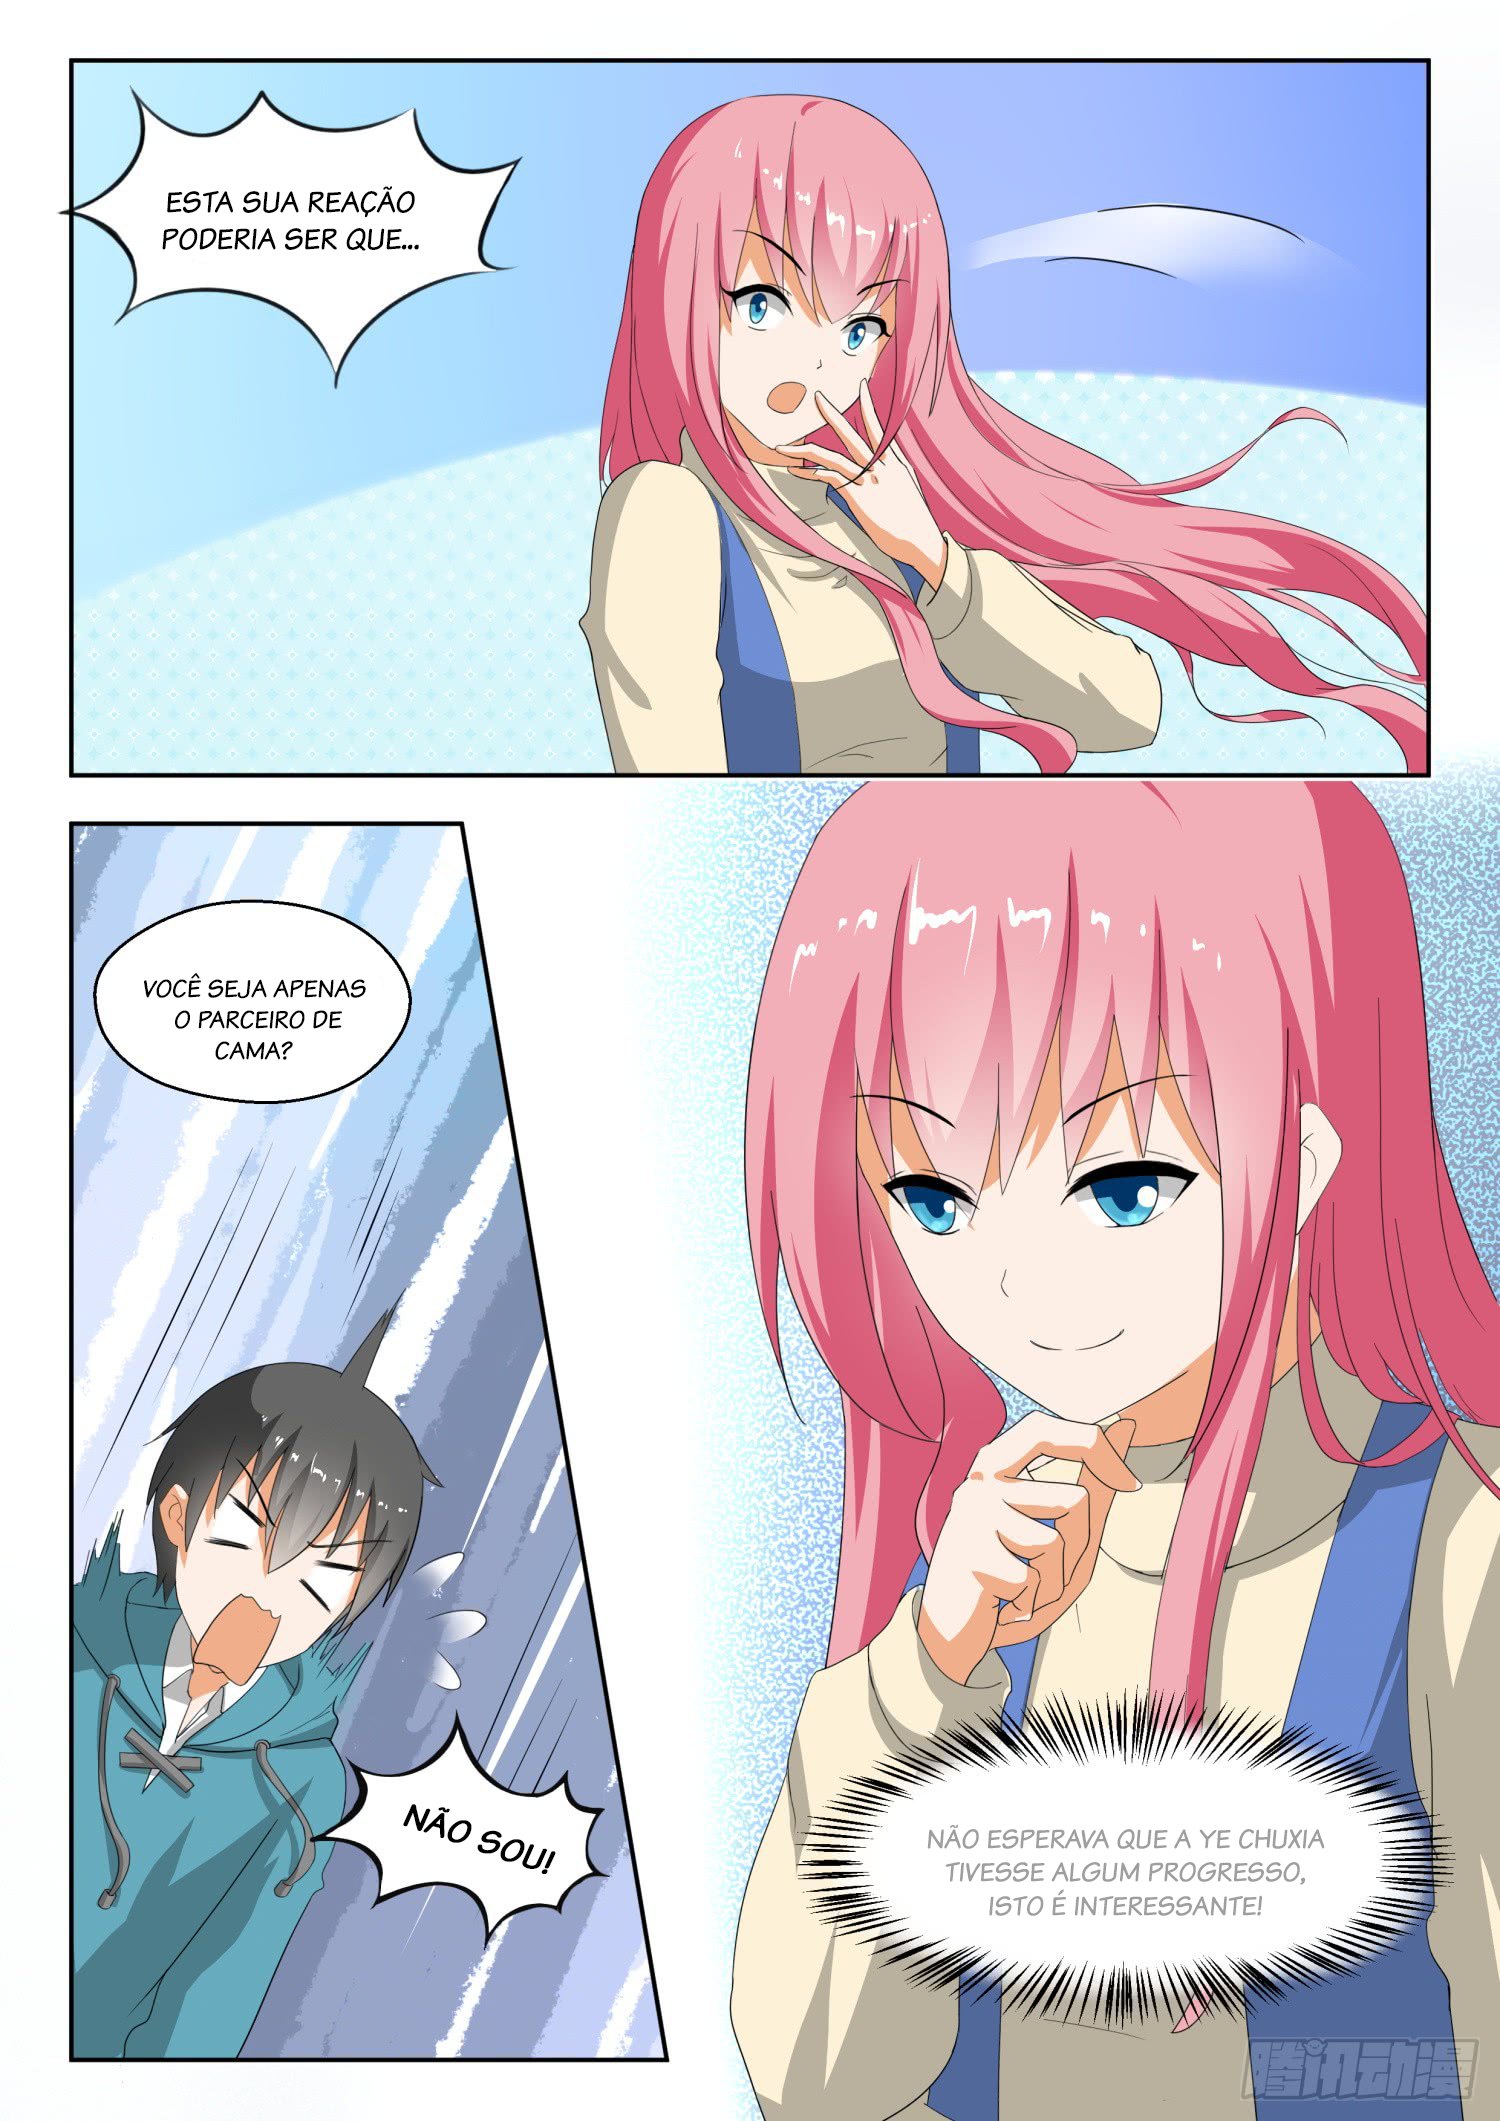 ESTA SUA REAÇÃO
PODERIA SER QUE...
VOCÊ SEJA APENAS
O PARCEIRO DE
CAMA?
NÃO SOU!
NÃO ESPERAVA QUE A YE CHUXIA
TIVESSE ALGUM PROGRESSO,
ISTO É INTERESSANTE!
腾讯动漫